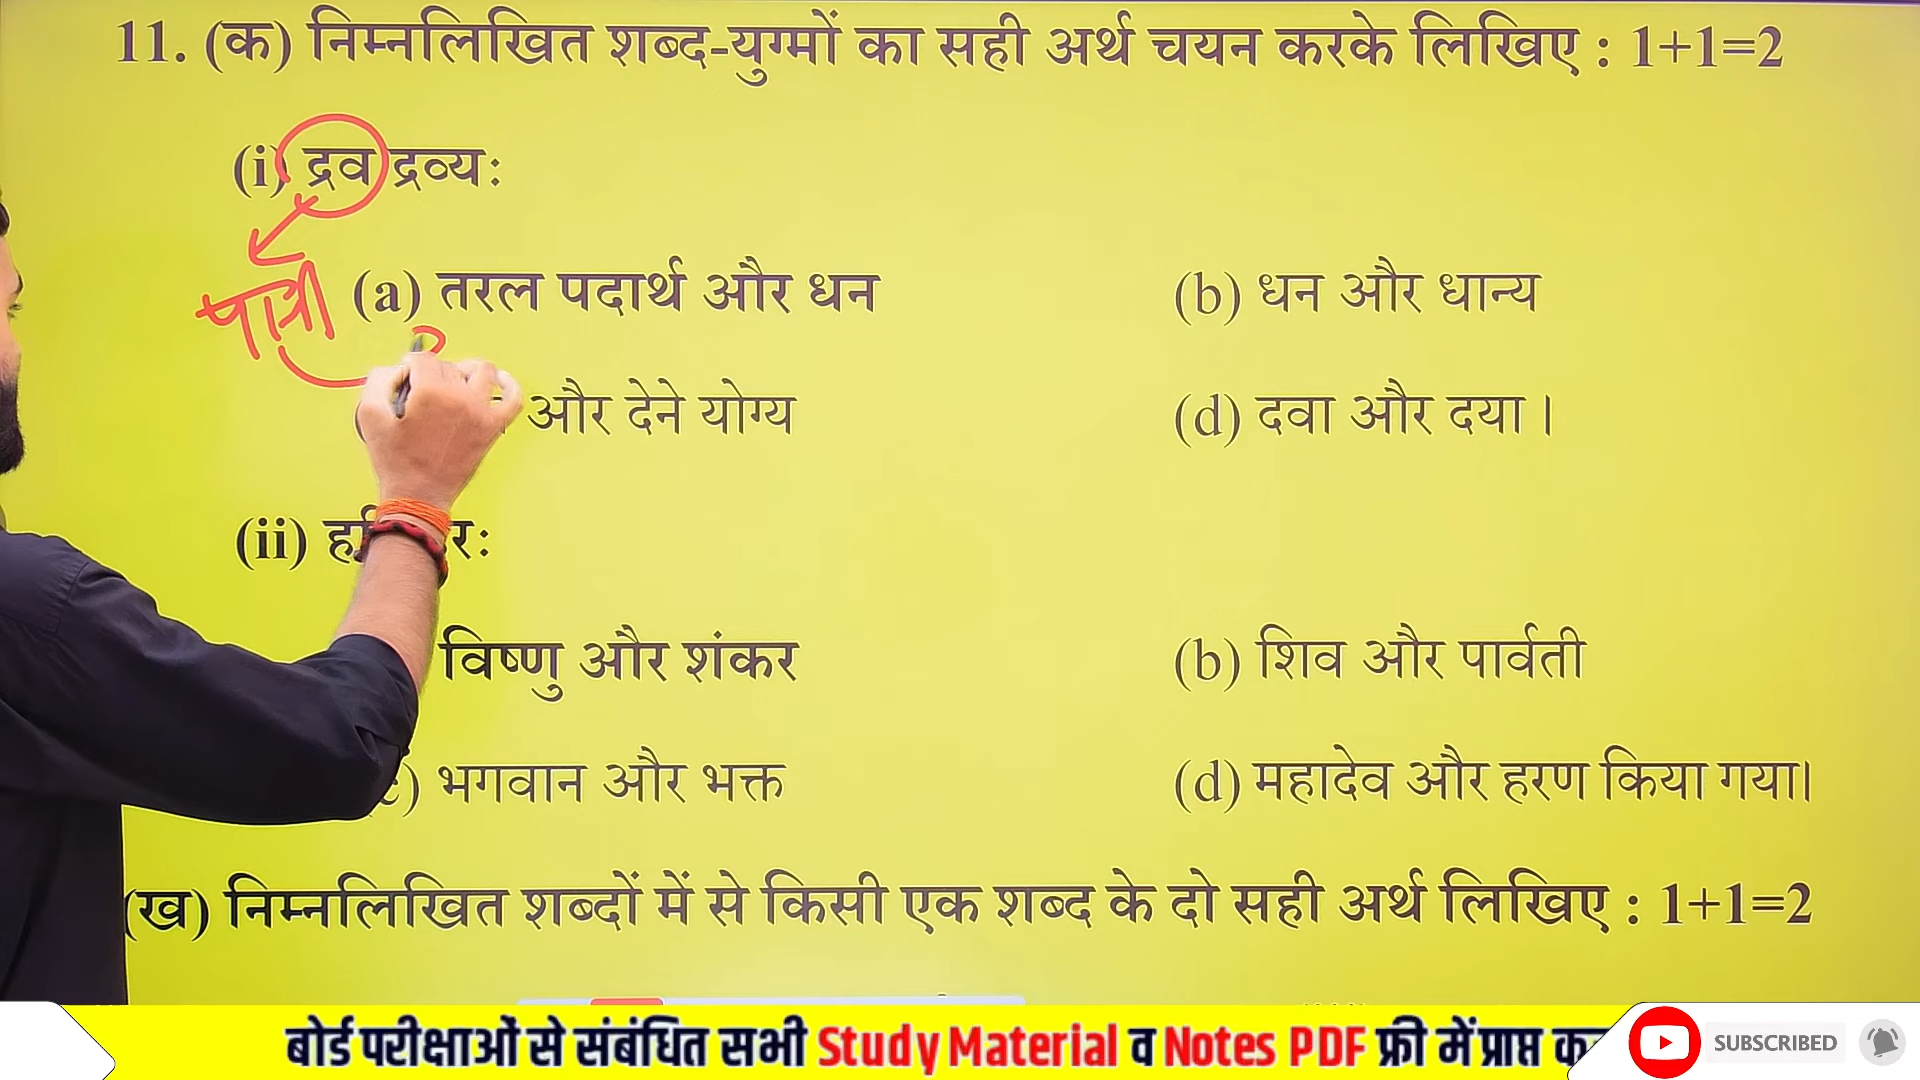 11. (क) निम्नलिखित शब्द-युग्मों का सही अर्थ चयन करके लिखिए : 1+1=2
(i) द्रव द्रव्य:
(a) तरल पदार्थ और धन (b) धन और धान्य
और देने योग्य (d) दवा और दया।
(ii)
विष्णु और शंकर (b) शिव और पार्वती
) भगवान और भक्त (d) महादेव और हरण किया गया।
(ख) निम्नलिखित शब्दों में से किसी एक शब्द के दो सही अर्थ लिखिए : 1+1=2
बोर्ड परीक्षाओं से संबंधित सभी Study Material व Notes PDF फ्री में प्राप्त
SUBSCRIBED